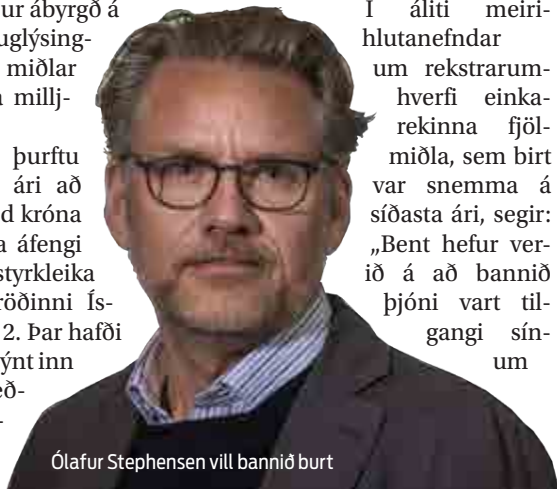 ur ábyrgð á
uglýsing-
miðlar
a millj-
þurftu
ári að
d króna
a áfengi
styrkleika
röðinni Ís-
2. Þar hafði
ýnt inn
eð-
-
Í áliti meiri-
hlutanefndar
um rekstrarum-
hverfi einka-
rekinna fjöl-
miðla, sem birt
var snemma á
síðasta ári, segir:
„Bent hefur ver-
ið á að bannið
þjóni vart til-
gangi sín-
um
Ólafur Stephensen vill bannið burt